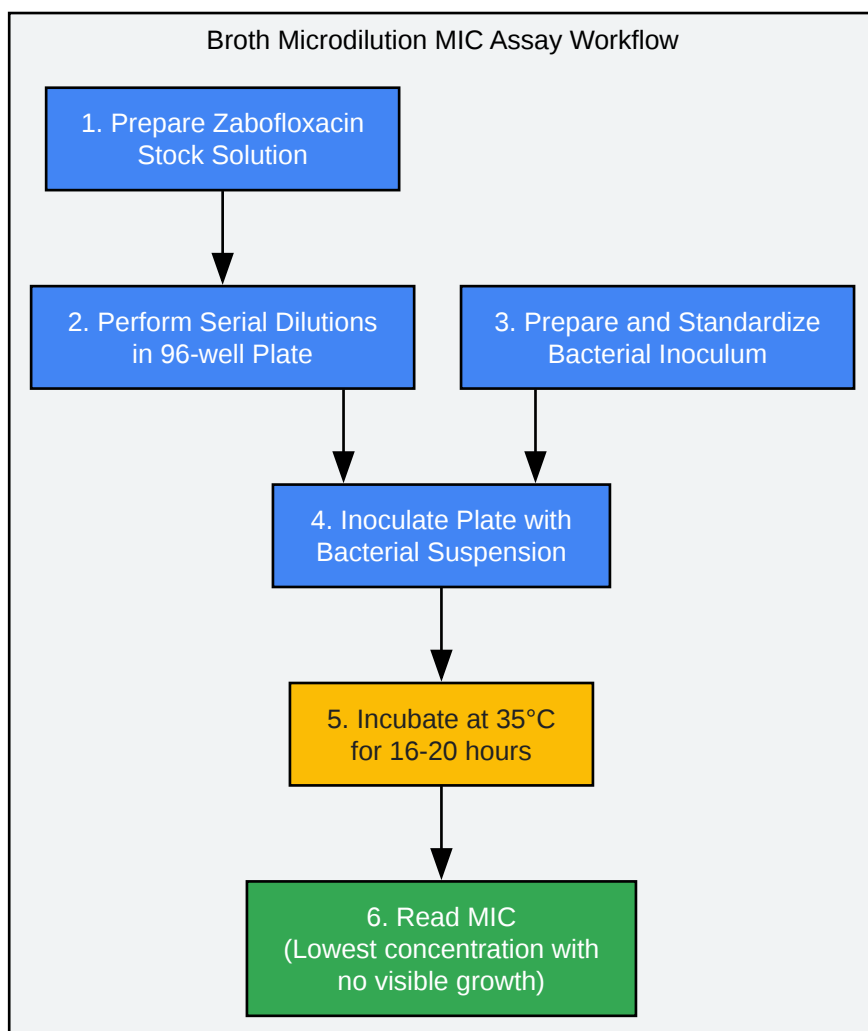 Broth Microdilution MIC Assay Workflow
1. Prepare Zabofloxacin
Stock Solution
2. Perform Serial Dilutions
in 96-well Plate
3. Prepare and Standardize
Bacterial Inoculum
4. Inoculate Plate with
Bacterial Suspension
5. Incubate at 35°C
for 16-20 hours
6. Read MIC
(Lowest concentration with
no visible growth)